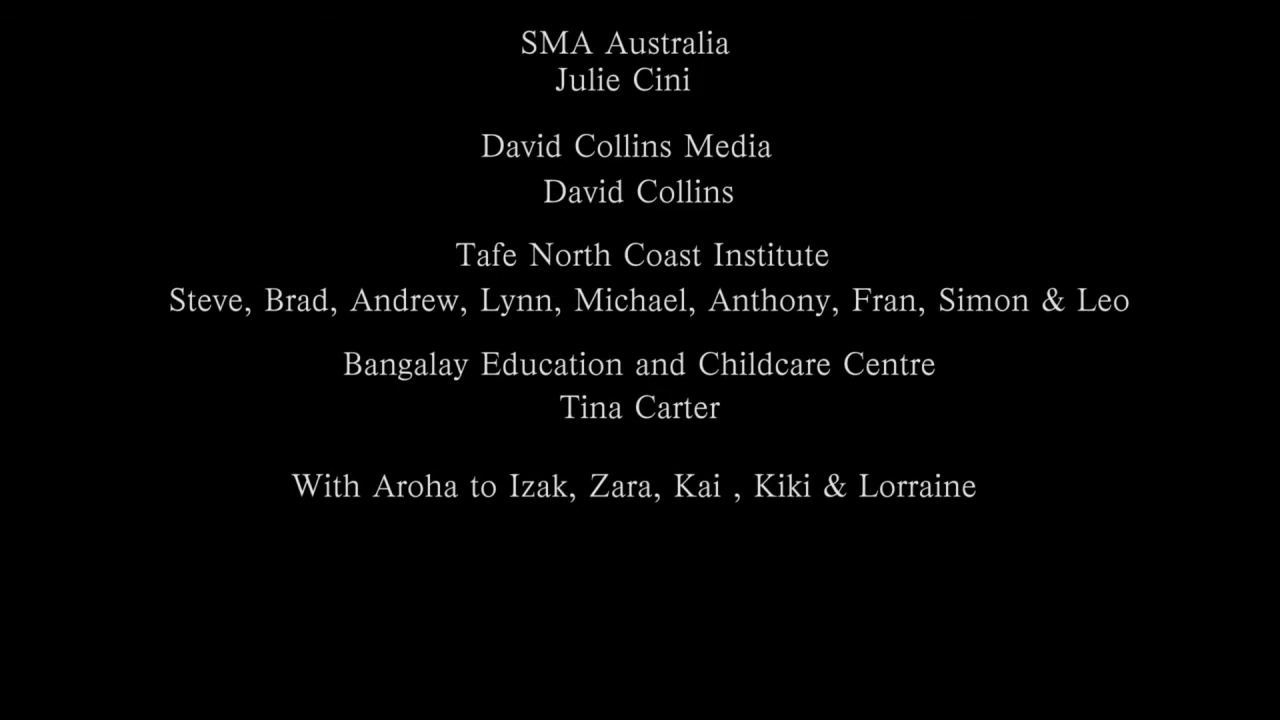 SMA Australia
Julie Cini
David Collins Media
David Collins
Tafe North Coast Institute
Steve, Brad, Andrew, Lynn, Michael, Anthony, Fran, Simon & Leo
Bangalay Education and Childcare Centre
Tina Carter
With Aroha to Izak, Zara, Kai , Kiki & Lorraine